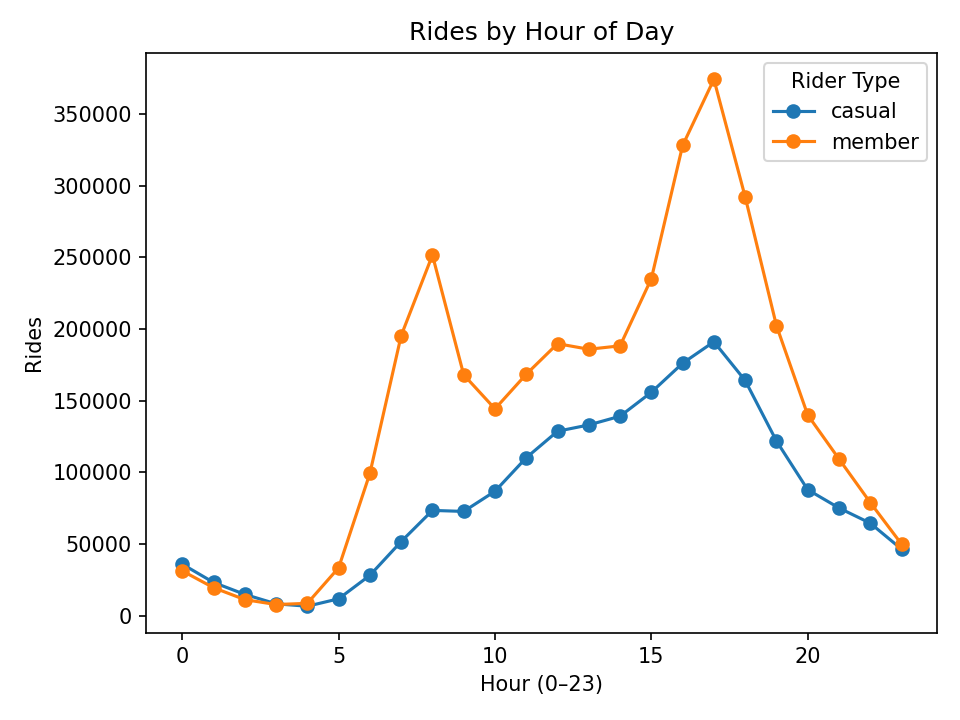 Rides by Hour of Day
Rider Type
casual
member
350000
300000
250000
200000
150000
100000
50000
0
Rides
0 5 10 15 20
Hour (0–23)